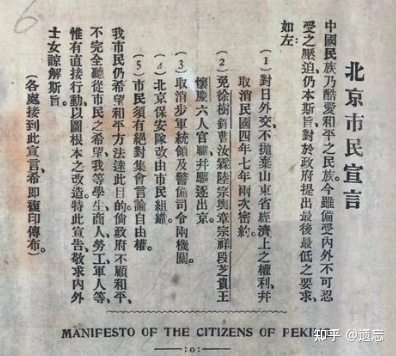 北京市民宣言
中國民族乃酷愛和平之民族今雖備受內外不可忍
受之壓迫仍本斯旨對於政府提出最後最低之要求
如左:
(1)對日外交不拋棄山東省經濟上之權利,并
取消民國四年七年兩次密約。
(2)免徐樹錚曹汝霖陸宗輿章宗祥段芝貴王
懷慶六人官職并驅逐出京。
(3)取消步軍統領及警備司令兩機關。
(4)北京保安隊改由市民組織。
(5)市民須有絕對集會言論自由權。
我市民仍希望和平方法達此目的倘政府不顧和平,
不完全聽從市民之希望,我等學生商人勞工軍人等,
惟有直接行動以圖根本之改造特此宣告敬求內外
士女諒解斯旨。
(各處接到此宣言,希即複印傳布。)
6
MANIFESTO OF THE CITIZENS OF PEKI
:o:
知乎 @遗忘